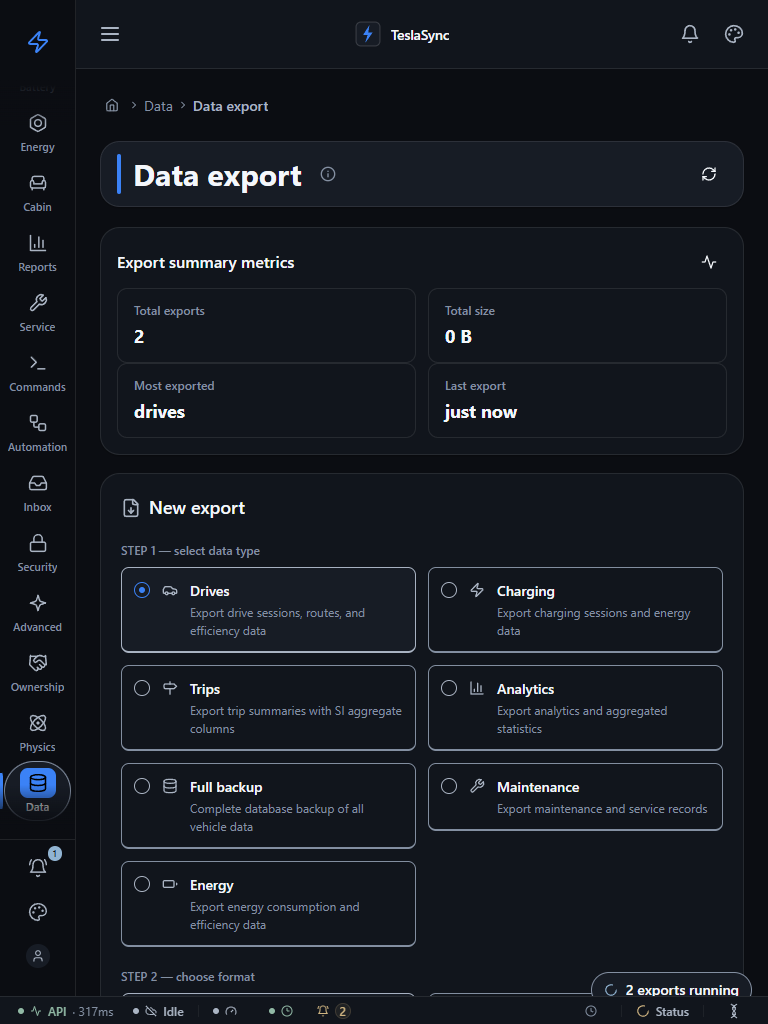 TeslaSync
Energy
Cabin
Reports
Service
Commands
Automation
Inbox
Security
Advanced
Ownership
Physics
Data
1
Data
Data export
Data export
Export summary metrics
Total exports
2
Total size
0 B
Most exported
drives
Last export
just now
New export
STEP 1 — select data type
Drives
Export drive sessions, routes, and
efficiency data
Charging
Export charging sessions and energy
data
Trips
Export trip summaries with SI aggregate
columns
Analytics
Export analytics and aggregated
statistics
Full backup
Complete database backup of all
vehicle data
Maintenance
Export maintenance and service records
Energy
Export energy consumption and
efficiency data
STEP 2 — choose format
2 exports running
API · 317ms
Idle
2
Status